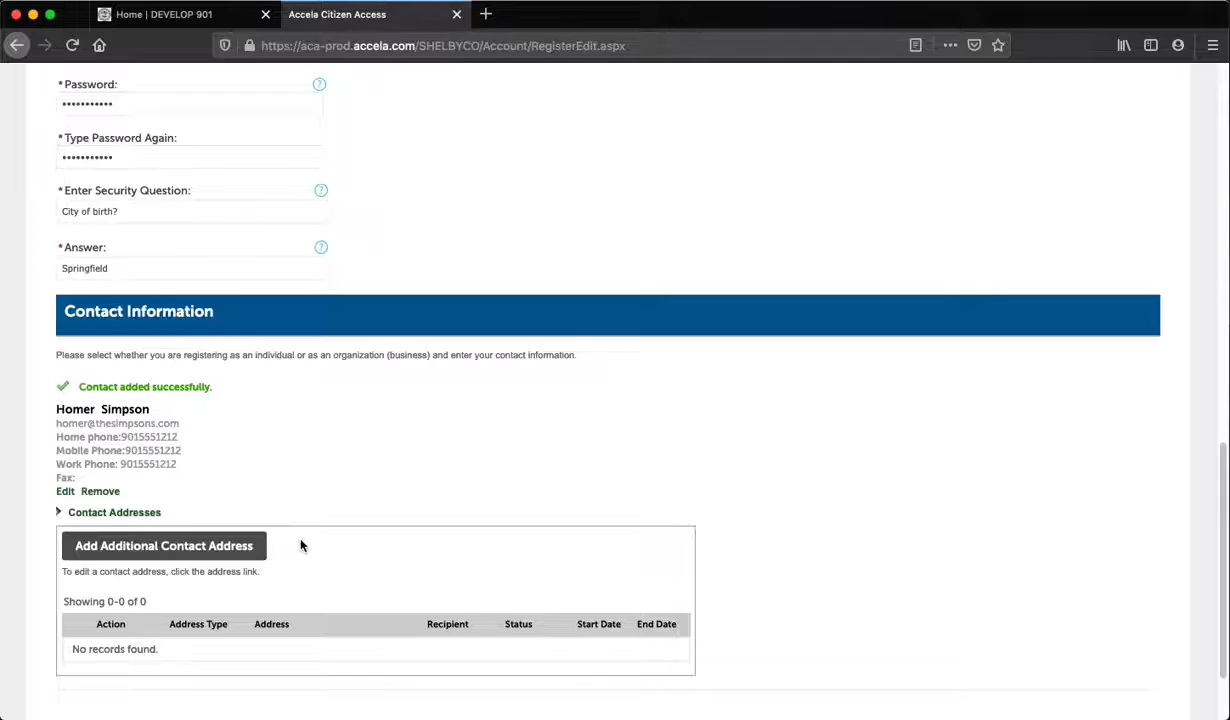 Home | DEVELOP 901
Accela Citizen Access
https://aca-prod.accela.com/SHELBYCO/Account/RegisterEdit.aspx
*Password:
•••••••••••
*Type Password Again:
•••••••••••
*Enter Security Question:
City of birth?
*Answer:
Springfield
Contact Information
Please select whether you are registering as an individual or as an organization (business) and enter your contact information.
Contact added successfully.
Homer Simpson
homer@thesimpsons.com
Home phone:9015551212
Mobile Phone:9015551212
Work Phone: 9015551212
Fax:
Edit Remove
Contact Addresses
Add Additional Contact Address
To edit a contact address, click the address link.
Showing 0-0 of 0
Action Address Type Address Recipient Status Start Date End Date
No records found.